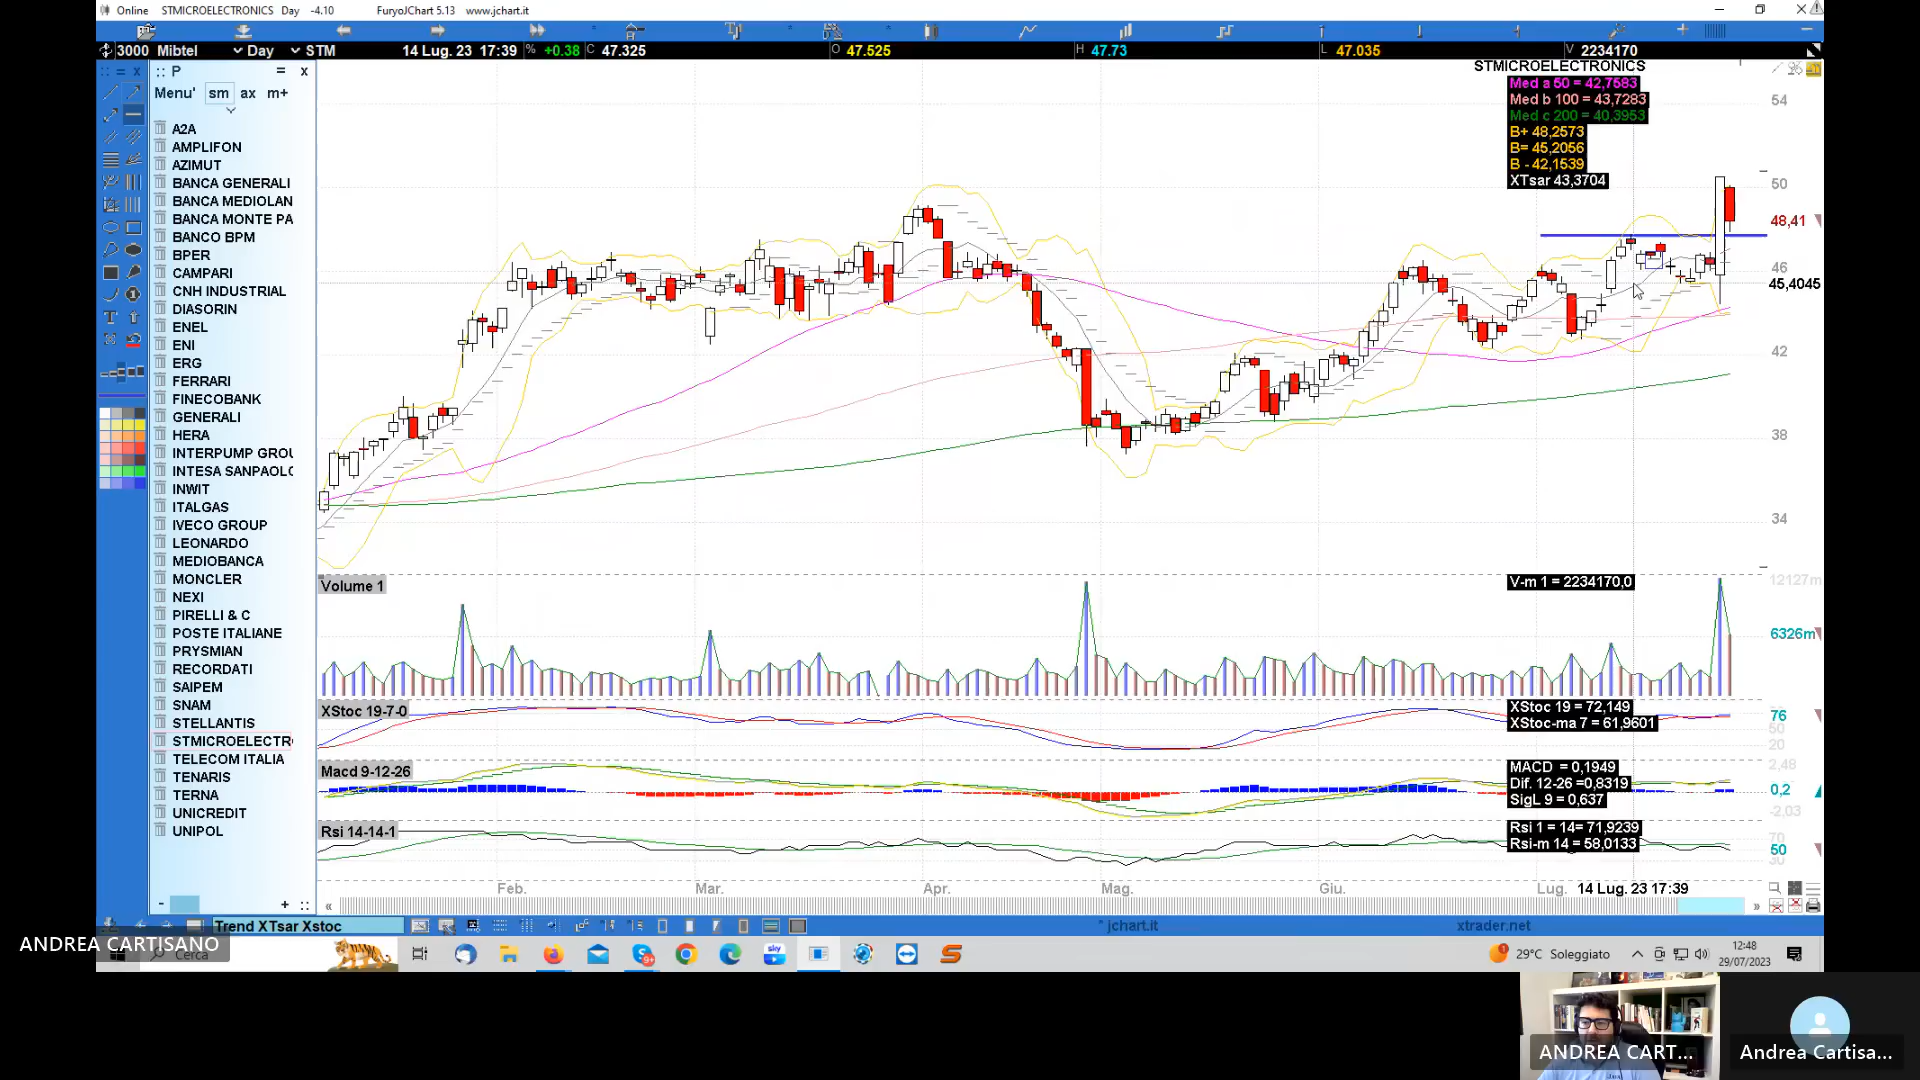 Online STMICROELECTRONICS Day -4.10 FuryoJChart 5.13 www.jchart.it
3000 Mibtel Day STM 14 Lug. 23 17:39 % +0.38 C 47.325 O 47.525 H 47.73 L 47.035 V 2234170
:: P = x
Menu' sm ax m+
A2A
AMPLIFON
AZIMUT
BANCA GENERALI
BANCA MEDIOLAN
BANCA MONTE PA
BANCO BPM
BPER
CAMPARI
CNH INDUSTRIAL
DIASORIN
ENEL
ENI
ERG
FERRARI
FINECOBANK
GENERALI
HERA
INTERPUMP GROU
INTESA SANPAOLO
INWIT
ITALGAS
IVECO GROUP
LEONARDO
MEDIOBANCA
MONCLER
NEXI
PIRELLI & C
POSTE ITALIANE
PRYSMIAN
RECORDATI
SAIPEM
SNAM
STELLANTIS
STMICROELECTR
TELECOM ITALIA
TENARIS
TERNA
UNICREDIT
UNIPOL
STMICROELECTRONICS
Med a 50 = 42,7583
Med b 100 = 43,7283
Med c 200 = 40,3953
B+ 48,2573
B= 45,2056
B - 42,1539
XTsar 43,3704
54
50
48,41
46
45,4045
42
38
34
Volume 1
V-m 1 = 2234170,0
12127m
6326m
XStoc 19-7-0
XStoc 19 = 72,149
XStoc-ma 7 = 61,9601
76
50
20
Macd 9-12-26
MACD = 0,1949
Dif. 12-26 =0,8319
SigL 9 = 0,637
2,48
0,2
-2,03
Rsi 14-14-1
Rsi 1 = 14= 71,9239
Rsi-m 14 = 58,0133
70
50
30
Feb. Mar. Apr. Mag. Giu. Lug. 14 Lug. 23 17:39
Trend XTsar Xstoc
jchart.it
xtrader.net
ANDREA CARTISANO
Cerca
sky
29°C Soleggiato
12:48
29/07/2023
ANDREA CART...
Andrea Cartisa...